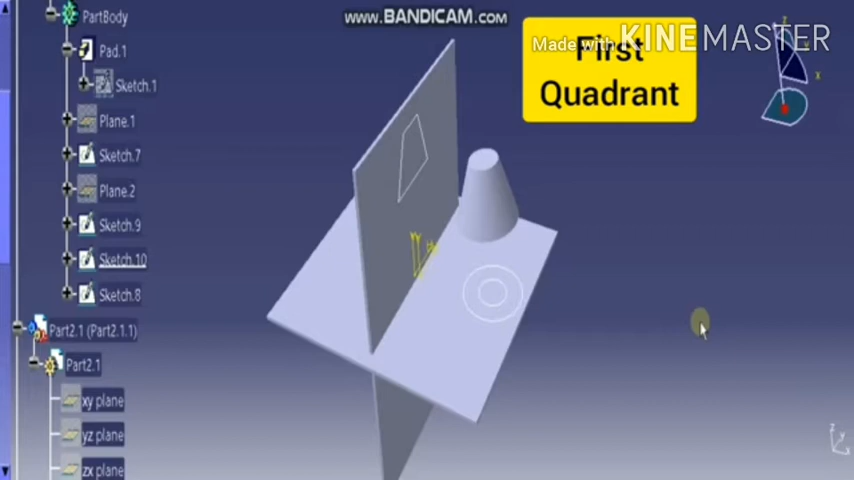 PartBody
www.BANDICAM.com
Made with KINEMASTER
First
Quadrant
Pad.1
Sketch.1
Plane.1
Sketch.7
Plane.2
Sketch.9
Sketch.10
Sketch.8
Part2.1 (Part2.1.1)
Part2.1
xy plane
yz plane
zx plane